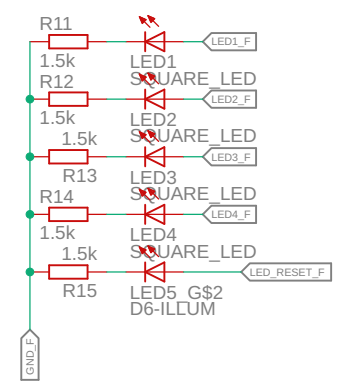 R11
1.5k
LED1
SQUARE_LED
LED1_F
R12
1.5k
LED2
SQUARE_LED
LED2_F
1.5k
R13
LED3
SQUARE_LED
LED3_F
R14
1.5k
LED4
SQUARE_LED
LED4_F
1.5k
R15
LED5_G$2
D6-ILLUM
LED_RESET_F
GND_F